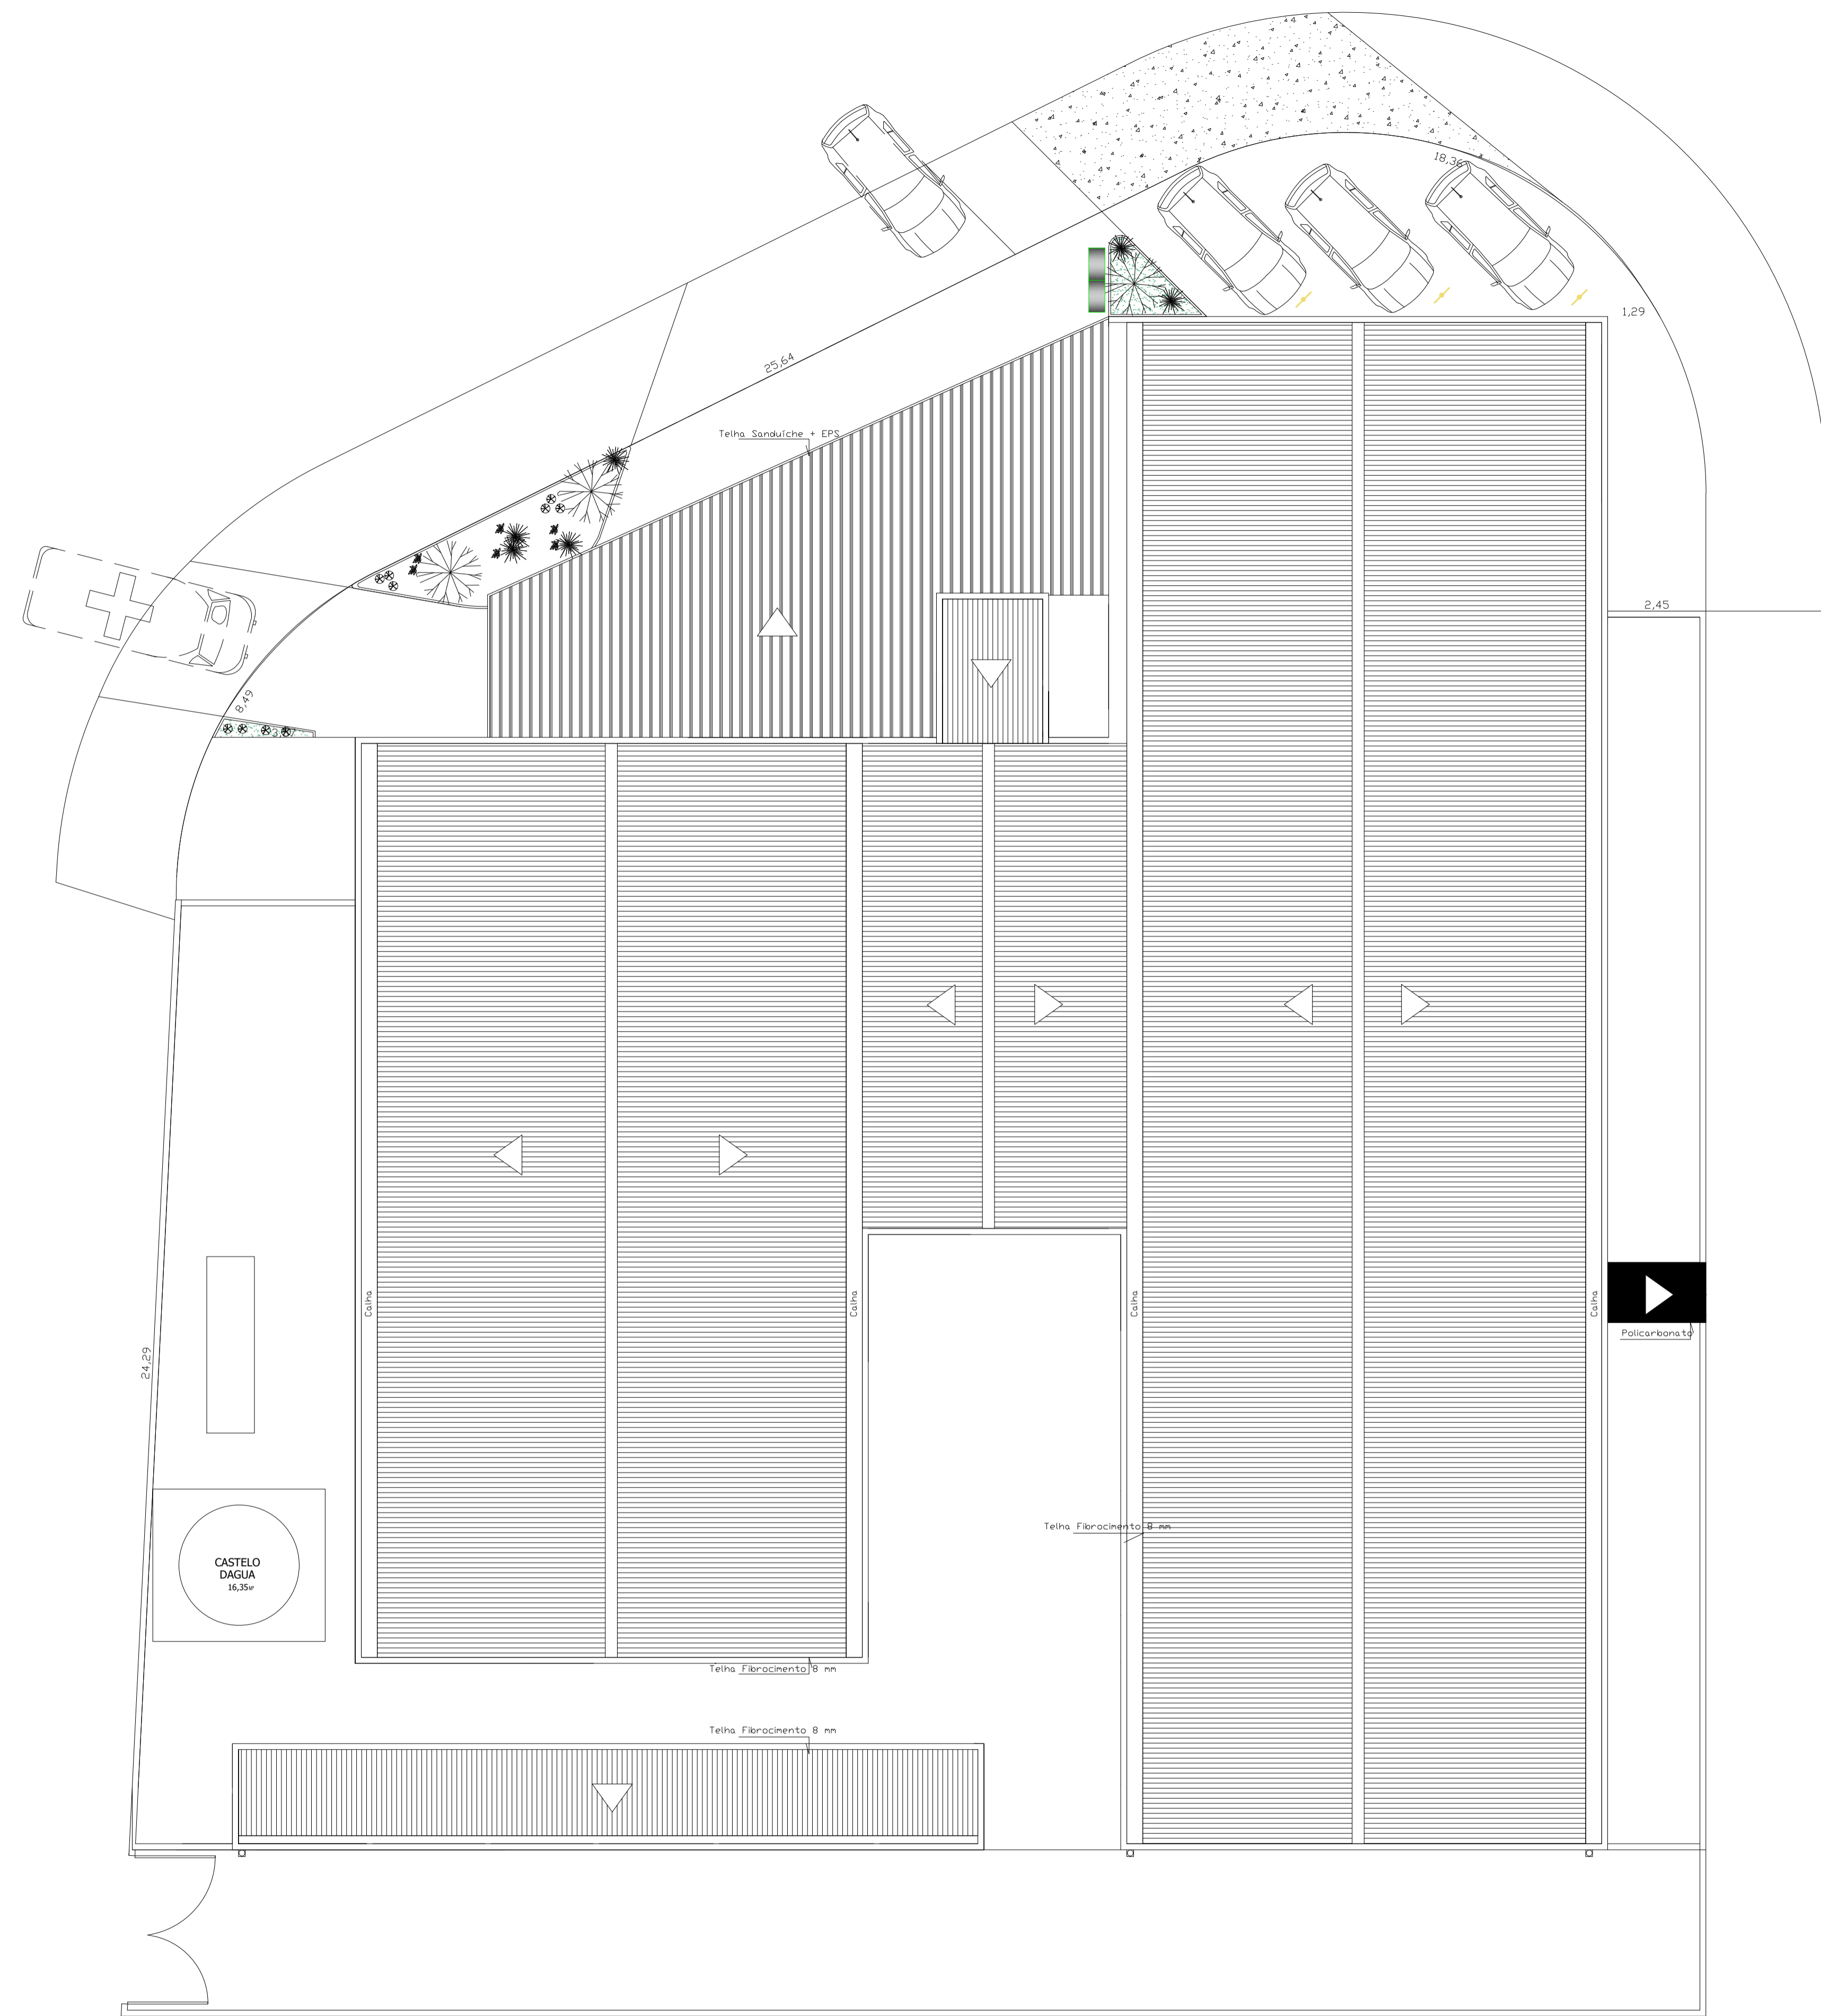 18,36
1,29
25,64
Telha Sanduíche + EPS
2,45
8,49
Calha
Calha
Calha
Calha
Policarbonato
24,29
Telha Fibrocimento 8 mm
CASTELO
DAGUA
16,35M²
Telha Fibrocimento 8 mm
Telha Fibrocimento 8 mm